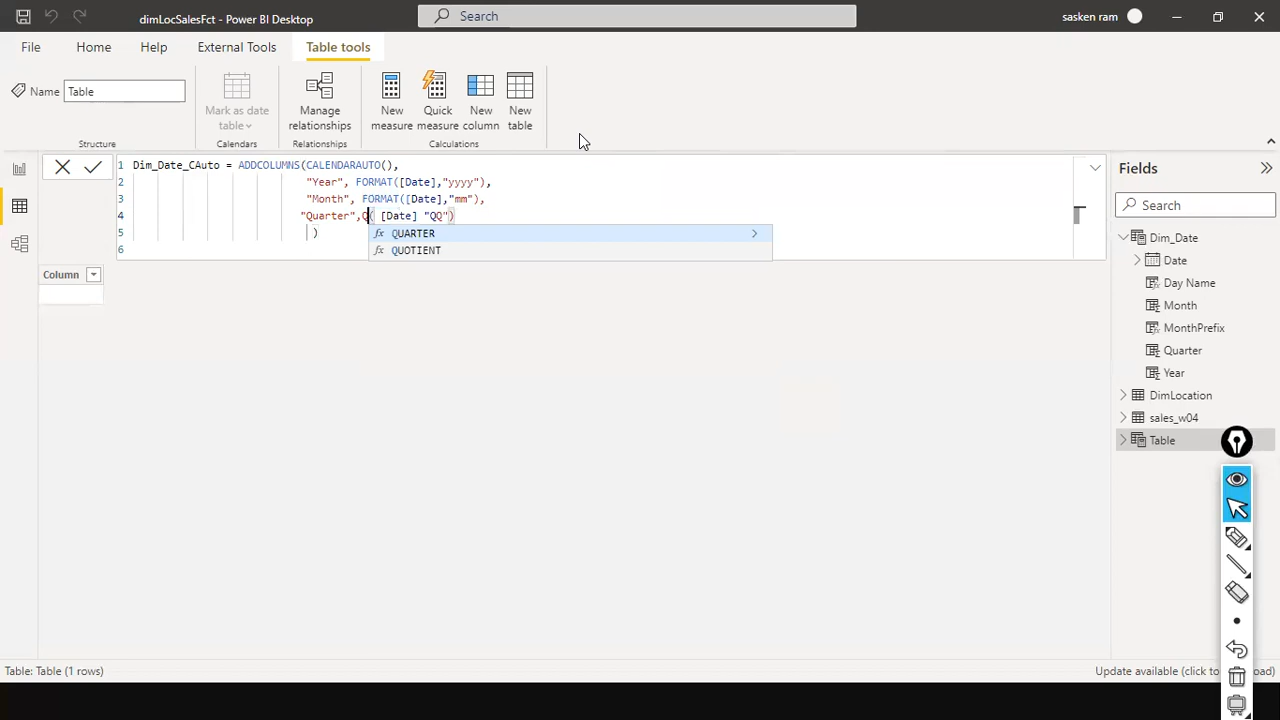 dimLocSalesFct - Power BI Desktop
Search
sasken ram
File
Home
Help
External Tools
Table tools
Name
Table
Mark as date
table
New
measure
Quick
measure
New
column
New
table
Manage
relationships
Structure
Calendars
Relationships
Calculations
1 Dim_Date_CAuto = ADDCOLUMNS(CALENDARAUTO(),
2 "Year", FORMAT([Date],"yyyy"),
3 "Month", FORMAT([Date],"mm"),
4 "Quarter",Q( [Date] "QQ")
5 )
6
fx QUARTER
fx QUOTIENT
Column
Fields
Search
Dim_Date
Date
Day Name
Month
MonthPrefix
Quarter
Year
DimLocation
sales_w04
Table
Table: Table (1 rows)
Update available (click to load)